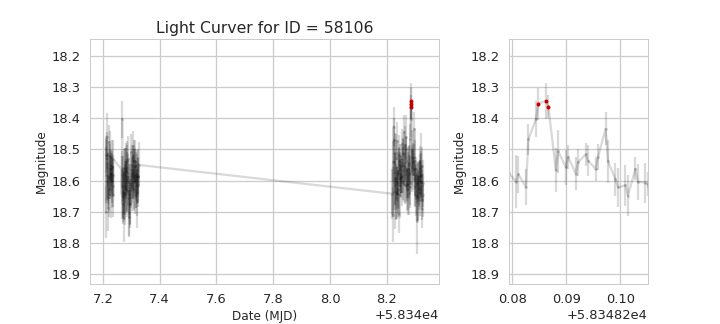 Light Curver for ID = 58106
18.2
18.3
18.4
18.5
18.6
18.7
18.8
18.9
Magnitude
7.2 7.4 7.6 7.8 8.0 8.2
Date (MJD)
+5.834e4
18.2
18.3
18.4
18.5
18.6
18.7
18.8
18.9
Magnitude
0.08 0.09 0.10
+5.83482e4